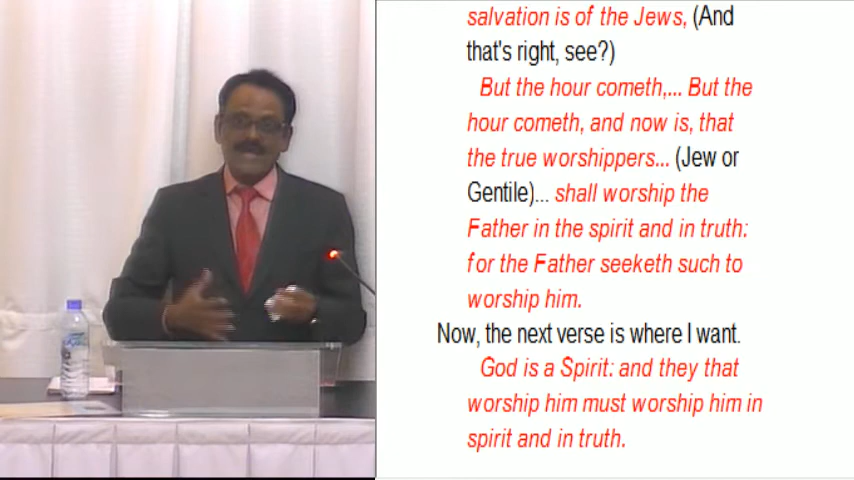 salvation is of the Jews, (And
that's right, see?)
But the hour cometh,... But the
hour cometh, and now is, that
the true worshippers... (Jew or
Gentile)... shall worship the
Father in the spirit and in truth:
for the Father seeketh such to
worship him.
Now, the next verse is where I want.
God is a Spirit: and they that
worship him must worship him in
spirit and in truth.